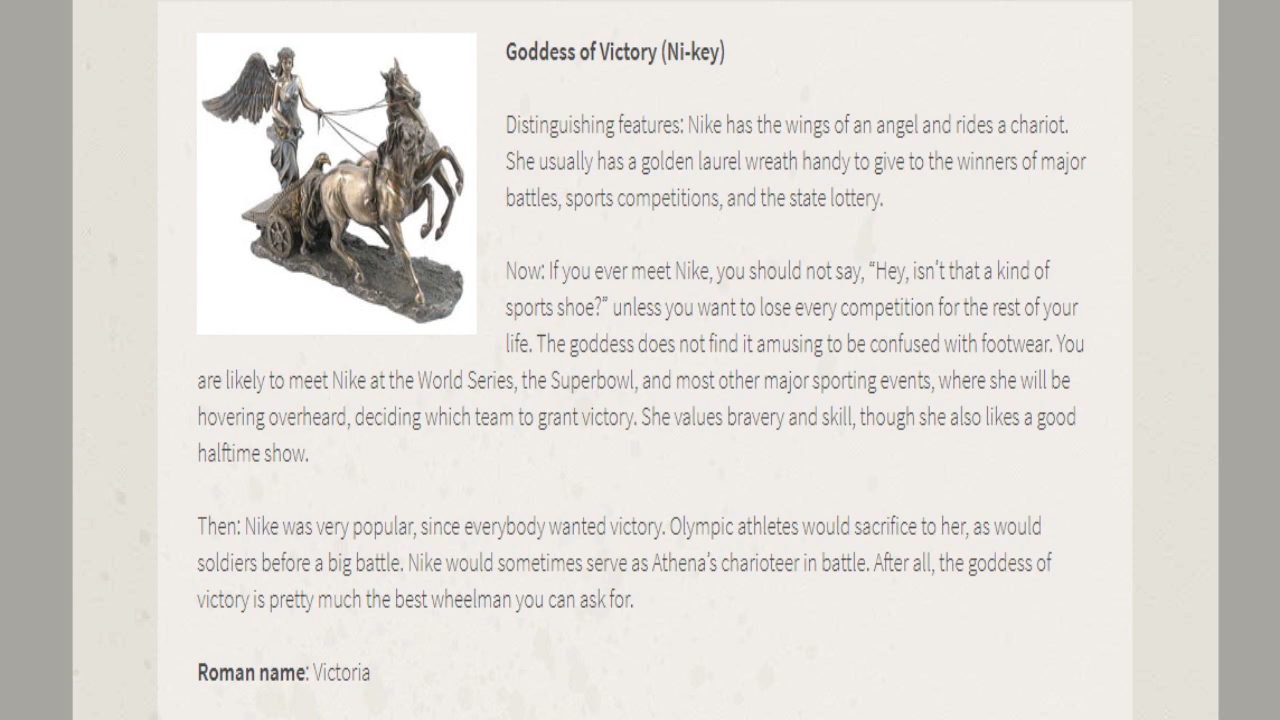 Goddess of Victory (Ni-key)
Distinguishing features: Nike has the wings of an angel and rides a chariot.
She usually has a golden laurel wreath handy to give to the winners of major
battles, sports competitions, and the state lottery.
Now: If you ever meet Nike, you should not say, “Hey, isn’t that a kind of
sports shoe?” unless you want to lose every competition for the rest of your
life. The goddess does not find it amusing to be confused with footwear. You
are likely to meet Nike at the World Series, the Superbowl, and most other major sporting events, where she will be
hovering overheard, deciding which team to grant victory. She values bravery and skill, though she also likes a good
halftime show.
Then: Nike was very popular, since everybody wanted victory. Olympic athletes would sacrifice to her, as would
soldiers before a big battle. Nike would sometimes serve as Athena’s charioteer in battle. After all, the goddess of
victory is pretty much the best wheelman you can ask for.
Roman name: Victoria